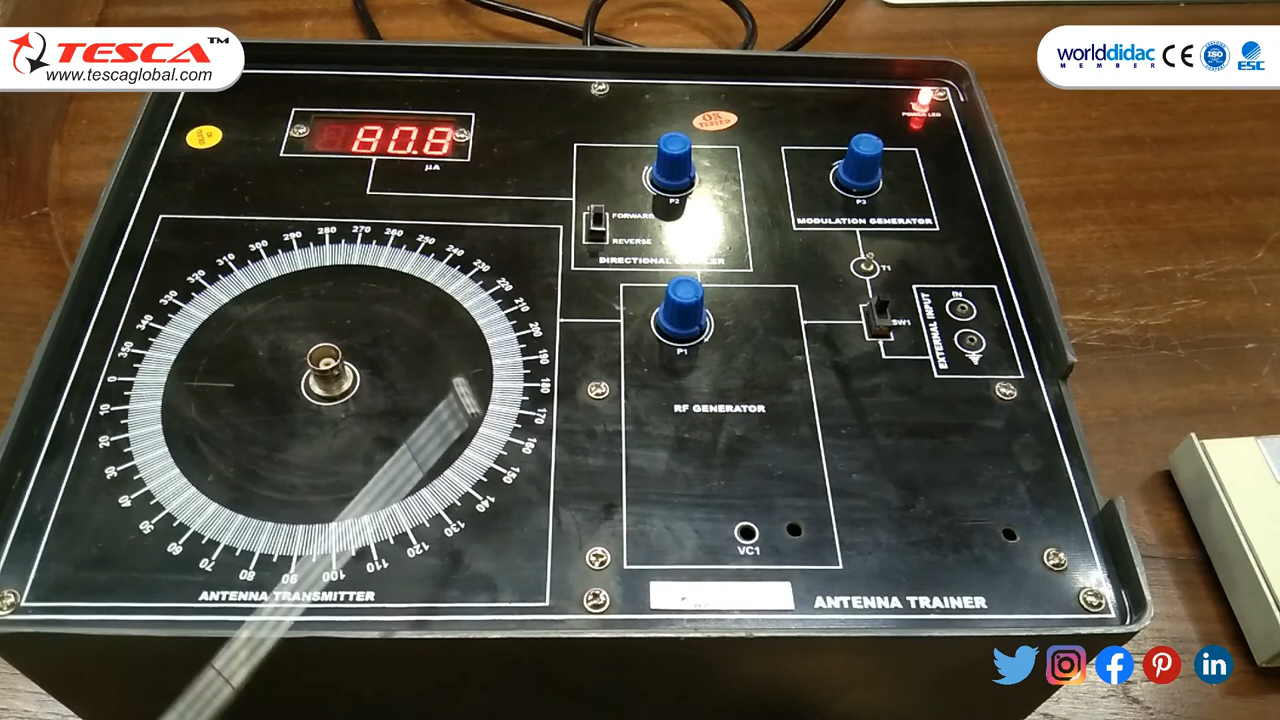 TESCA™
www.tescaglobal.com
worlddidac
MEMBER
CE
ISO
ESC
80.8
µA
OK
TESTED
POWER LED
P2
FORWARD
REVERSE
DIRECTIONAL COUPLER
P3
MODULATION GENERATOR
T1
SW1
EXTERNAL INPUT
IN
P1
RF GENERATOR
VC1
0
10
20
30
40
50
60
70
80
90
100
110
120
130
140
150
160
170
180
190
200
210
220
230
240
250
260
270
280
290
300
310
320
330
340
350
ANTENNA TRANSMITTER
ANTENNA TRAINER